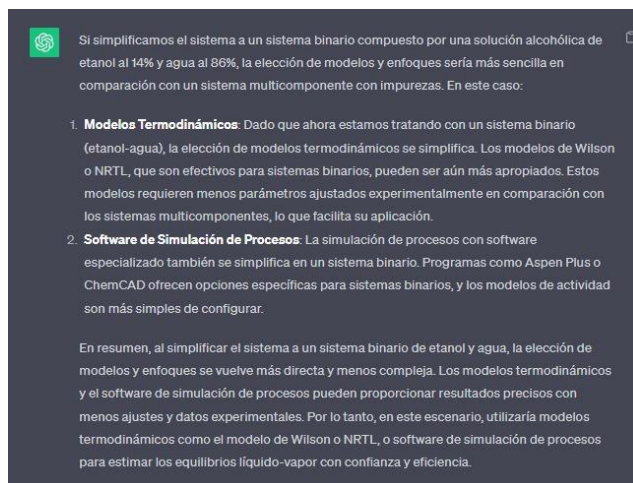 Si simplificamos el sistema a un sistema binario compuesto por una solución alcohólica de
etanol al 14% y agua al 86%, la elección de modelos y enfoques sería más sencilla en
comparación con un sistema multicomponente con impurezas. En este caso:
1. Modelos Termodinámicos: Dado que ahora estamos tratando con un sistema binario
(etanol-agua), la elección de modelos termodinámicos se simplifica. Los modelos de Wilson
o NRTL, que son efectivos para sistemas binarios, pueden ser aún más apropiados. Estos
modelos requieren menos parámetros ajustados experimentalmente en comparación con
los sistemas multicomponentes, lo que facilita su aplicación.
2. Software de Simulación de Procesos: La simulación de procesos con software
especializado también se simplifica en un sistema binario. Programas como Aspen Plus o
ChemCAD ofrecen opciones específicas para sistemas binarios, y los modelos de actividad
son más simples de configurar.
En resumen, al simplificar el sistema a un sistema binario de etanol y agua, la elección de
modelos y enfoques se vuelve más directa y menos compleja. Los modelos termodinámicos
y el software de simulación de procesos pueden proporcionar resultados precisos con
menos ajustes y datos experimentales. Por lo tanto, en este escenario, utilizaría modelos
termodinámicos como el modelo de Wilson o NRTL, o software de simulación de procesos
para estimar los equilibrios líquido-vapor con confianza y eficiencia.